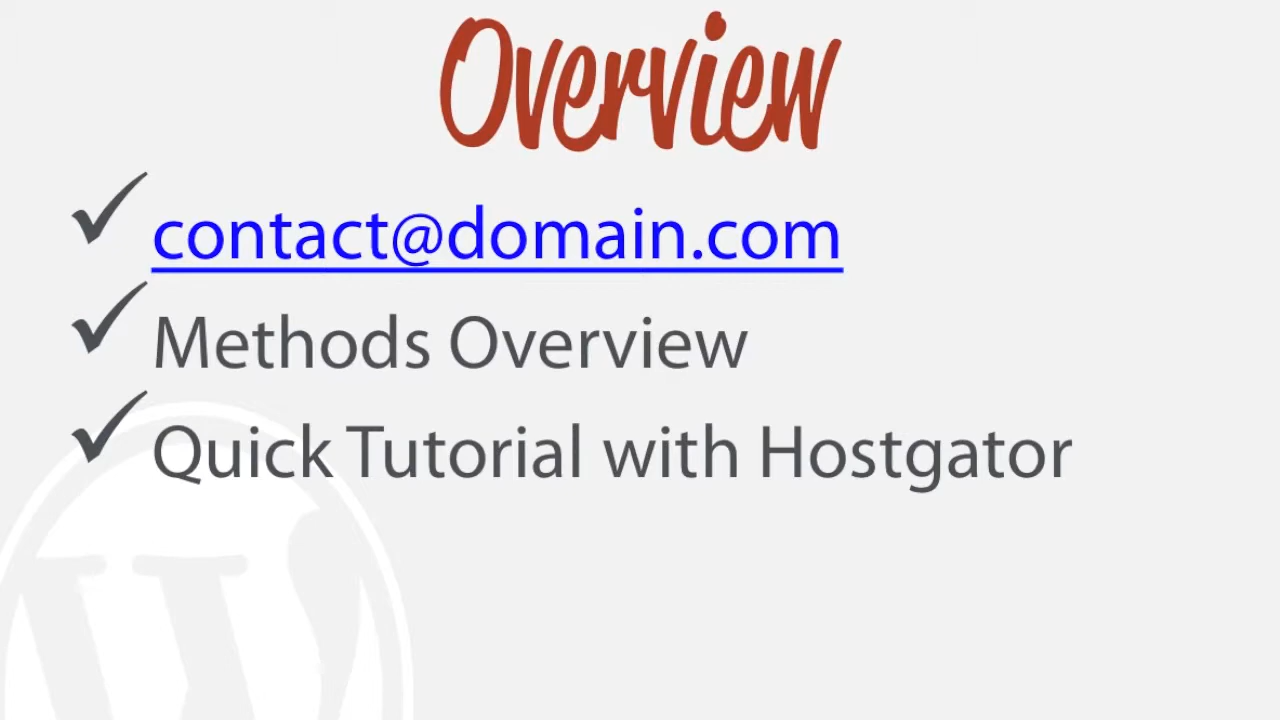 Overview
contact@domain.com
Methods Overview
Quick Tutorial with Hostgator